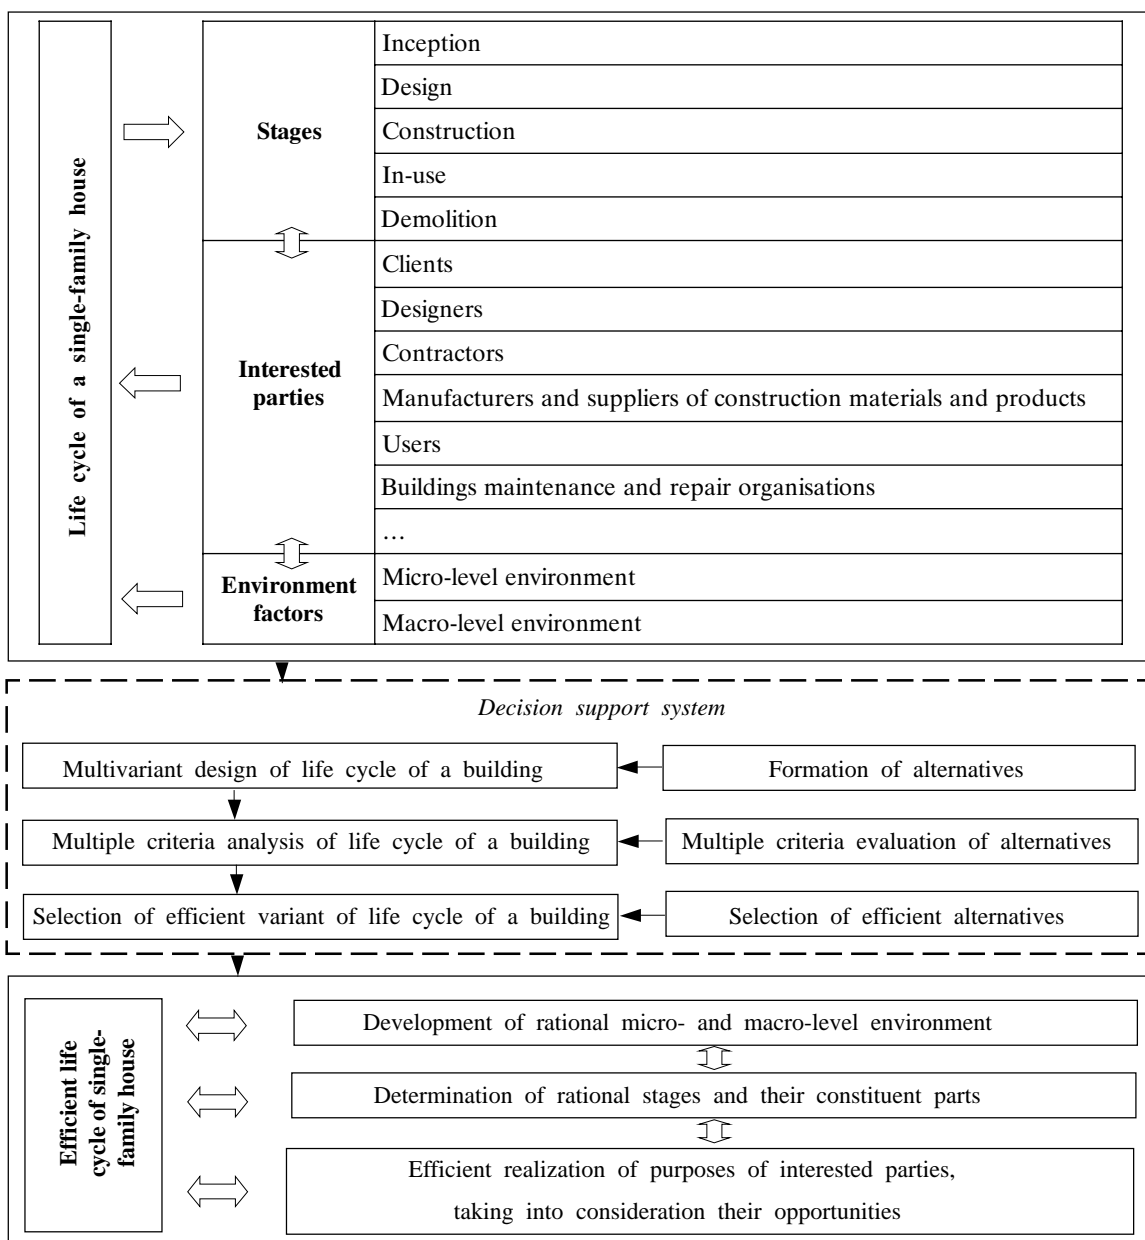 Life cycle of a single-family house
Stages
Inception
Design
Construction
In-use
Demolition
Interested
parties
Clients
Designers
Contractors
Manufacturers and suppliers of construction materials and products
Users
Buildings maintenance and repair organisations
…
Environment
factors
Micro-level environment
Macro-level environment
Decision support system
Multivariant design of life cycle of a building
Formation of alternatives
Multiple criteria analysis of life cycle of a building
Multiple criteria evaluation of alternatives
Selection of efficient variant of life cycle of a building
Selection of efficient alternatives
Efficient life
cycle of single-
family house
Development of rational micro- and macro-level environment
Determination of rational stages and their constituent parts
Efficient realization of purposes of interested parties,
taking into consideration their opportunities